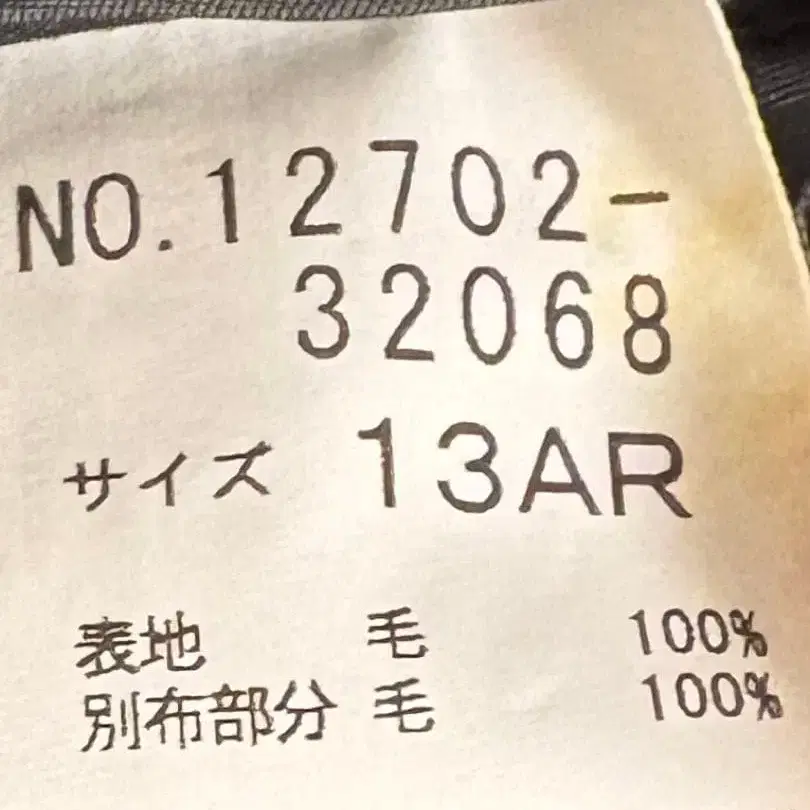 NO.12702-
32068
サイズ 13AR
表地 毛 100%
別布部分 毛 100%